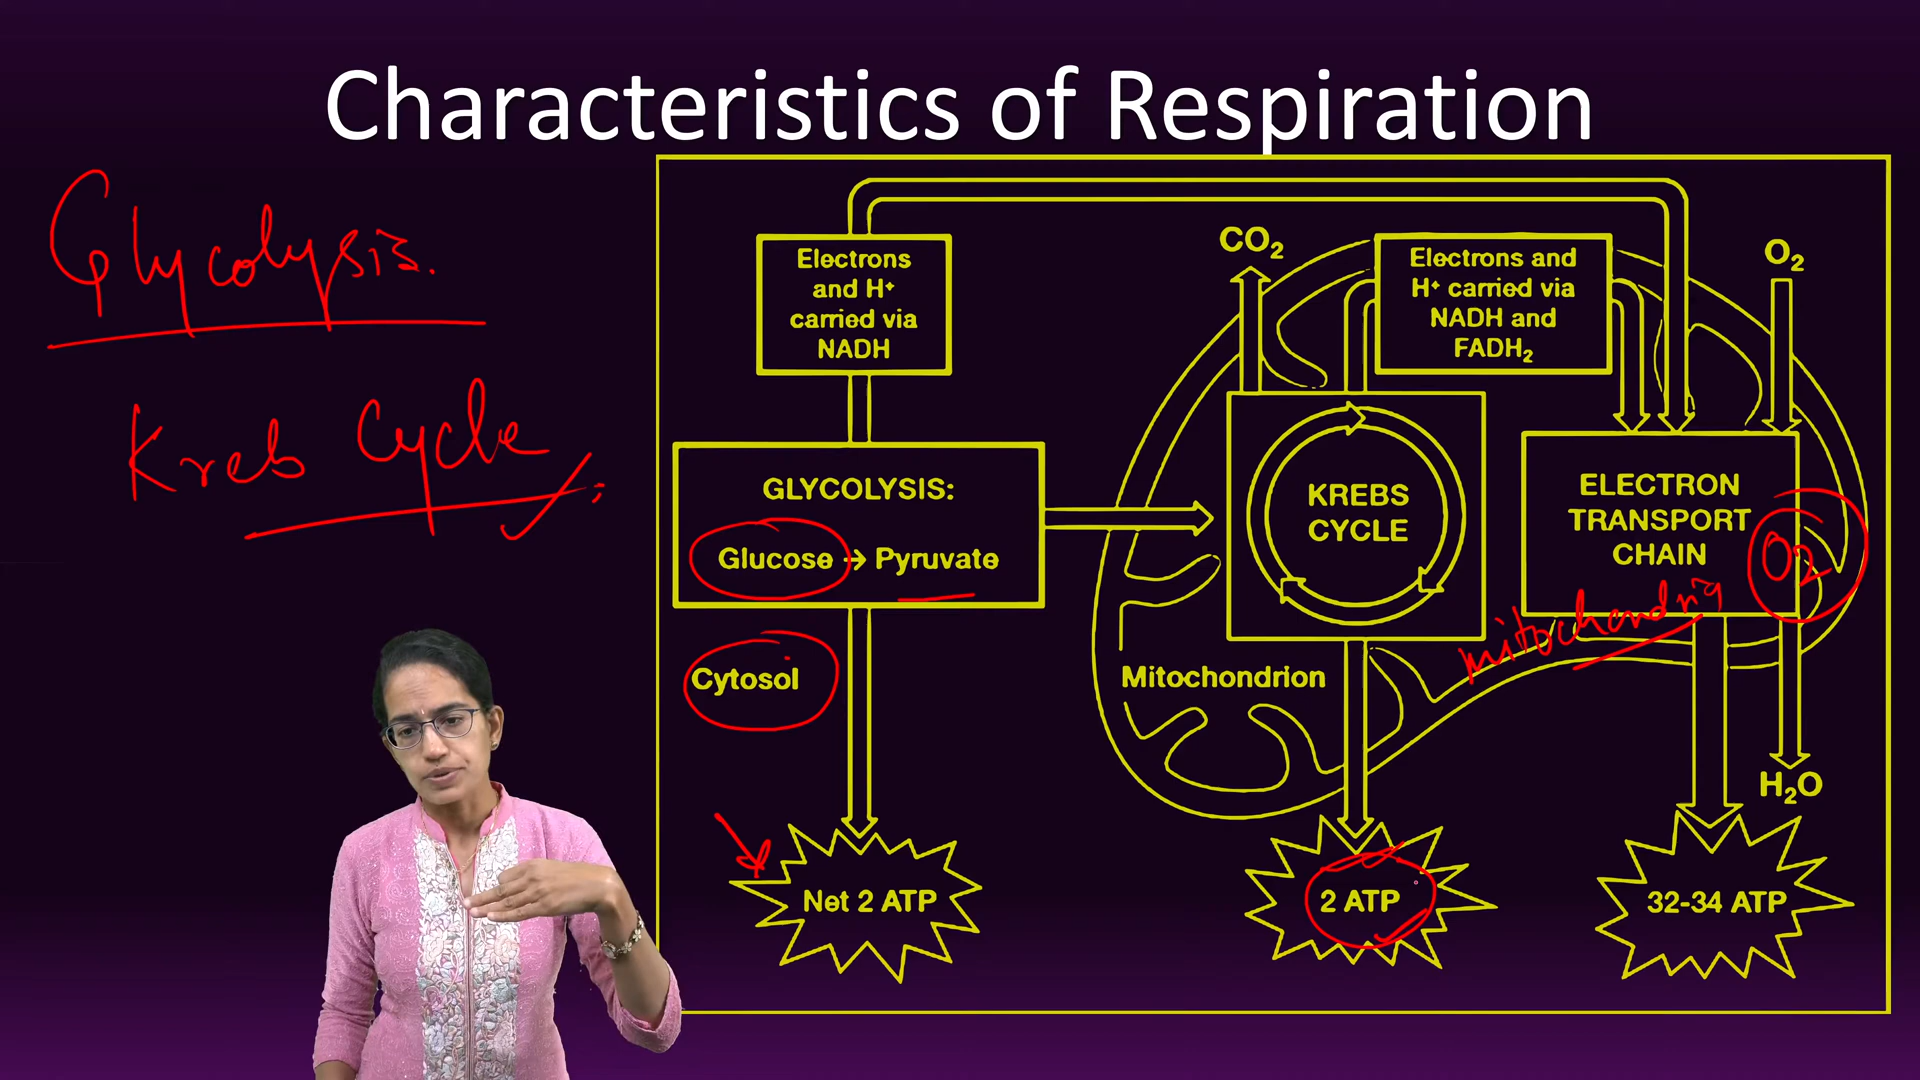 Characteristics of Respiration
Glycolysis.
Kreb Cycle
Electrons
and H+
carried via
NADH
CO2
Electrons and
H+ carried via
NADH and
FADH2
O2
GLYCOLYSIS:
Glucose → Pyruvate
KREBS
CYCLE
ELECTRON
TRANSPORT
CHAIN
O2
mitochondria
Cytosol
Mitochondrion
H2O
Net 2 ATP
2 ATP
32-34 ATP